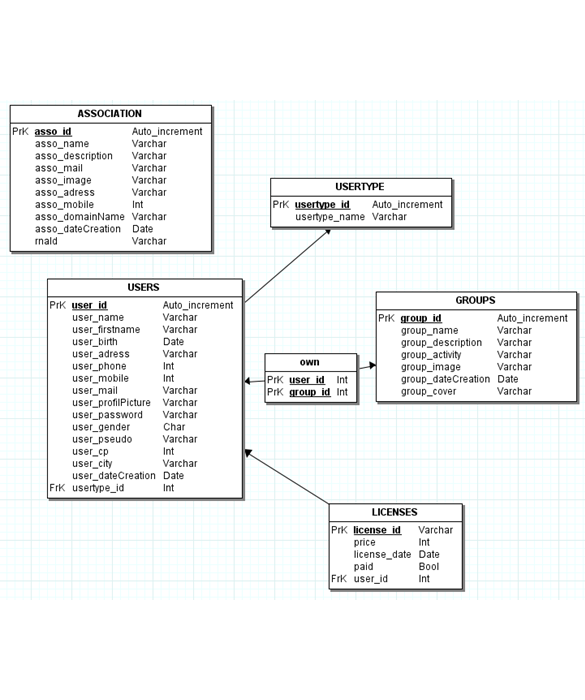 ASSOCIATION
PrK asso_id Auto_increment
asso_name Varchar
asso_description Varchar
asso_mail Varchar
asso_image Varchar
asso_adress Varchar
asso_mobile Int
asso_domainName Varchar
asso_dateCreation Date
rnaId Varchar
USERTYPE
PrK usertype_id Auto_increment
usertype_name Varchar
USERS
PrK user_id Auto_increment
user_name Varchar
user_firstname Varchar
user_birth Date
user_adress Varchar
user_phone Int
user_mobile Int
user_mail Varchar
user_profilPicture Varchar
user_password Varchar
user_gender Char
user_pseudo Varchar
user_cp Int
user_city Varchar
user_dateCreation Date
FrK usertype_id Int
own
PrK user_id Int
PrK group_id Int
GROUPS
PrK group_id Auto_increment
group_name Varchar
group_description Varchar
group_activity Varchar
group_image Varchar
group_dateCreation Date
group_cover Varchar
LICENSES
PrK license_id Varchar
price Int
license_date Date
paid Bool
FrK user_id Int